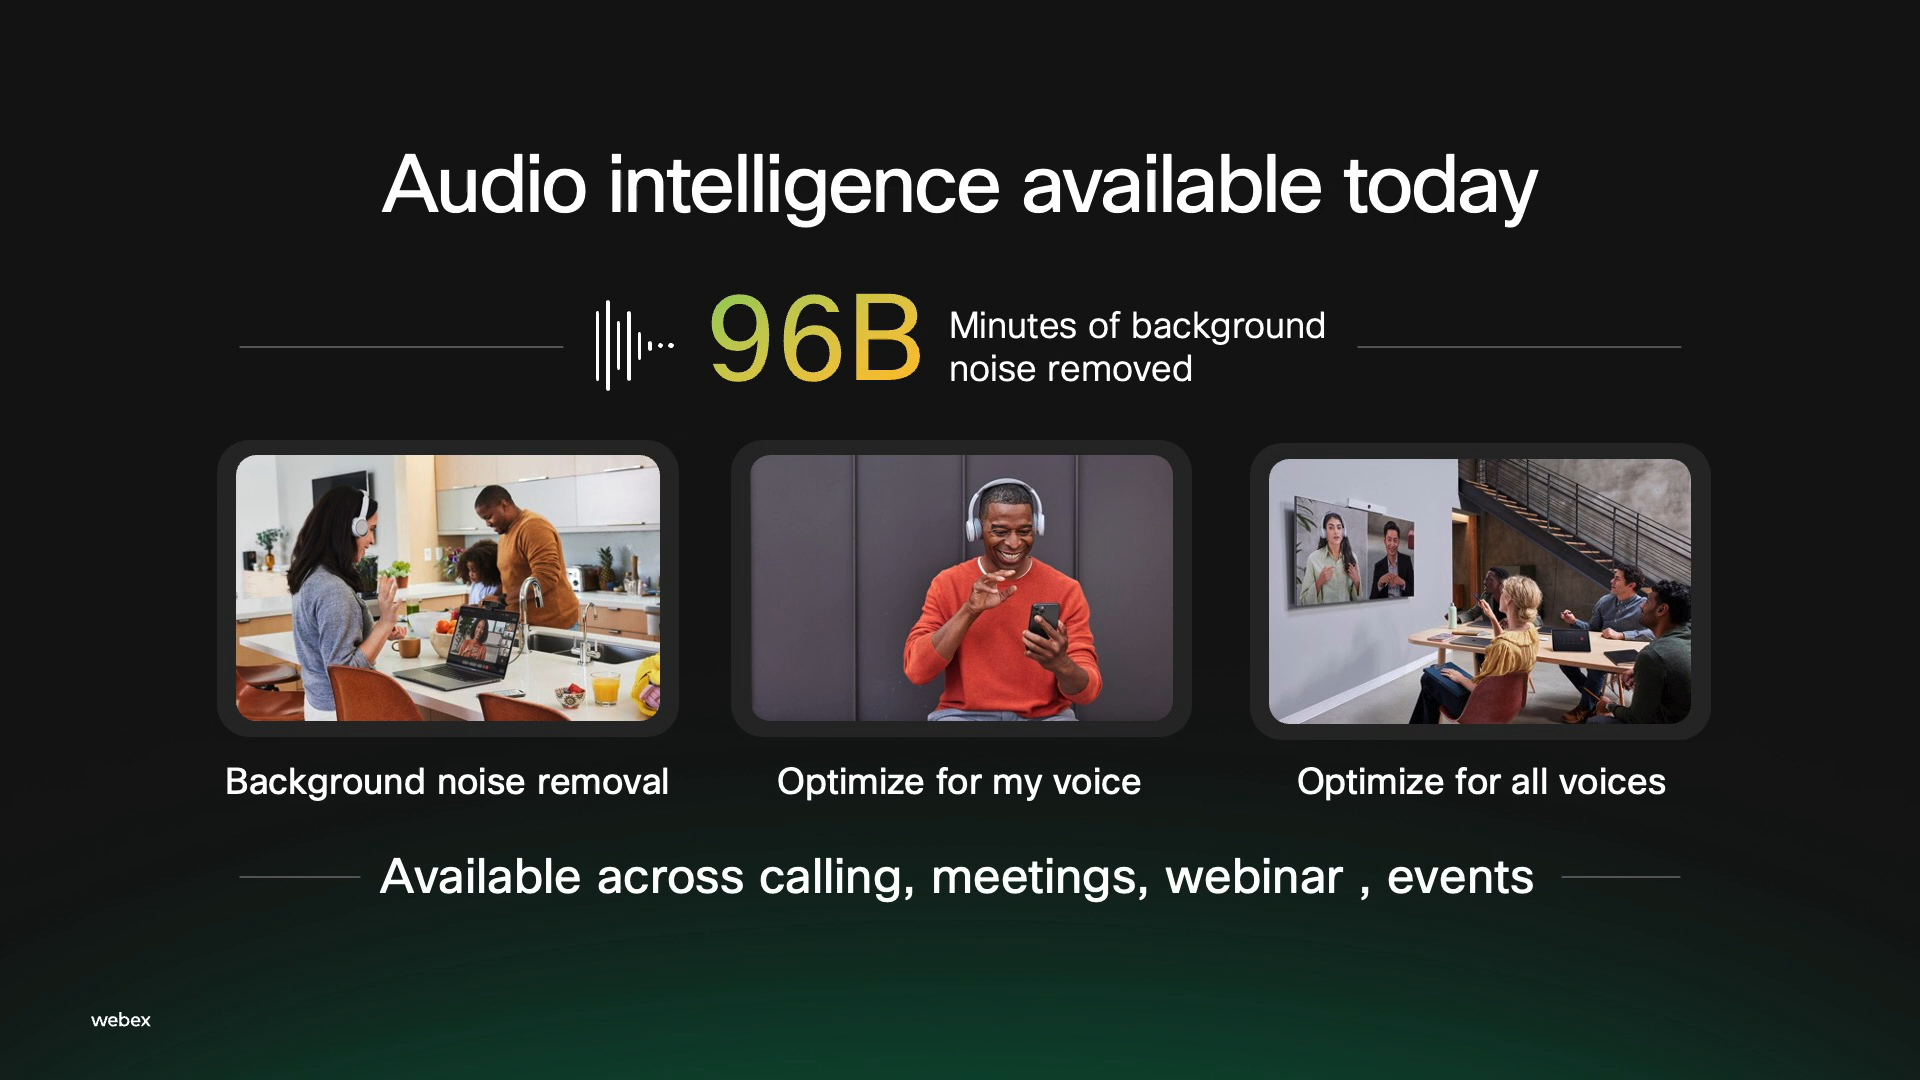 Audio intelligence available today
96B
Minutes of background
noise removed
Background noise removal
Optimize for my voice
Optimize for all voices
Available across calling, meetings, webinar , events
webex